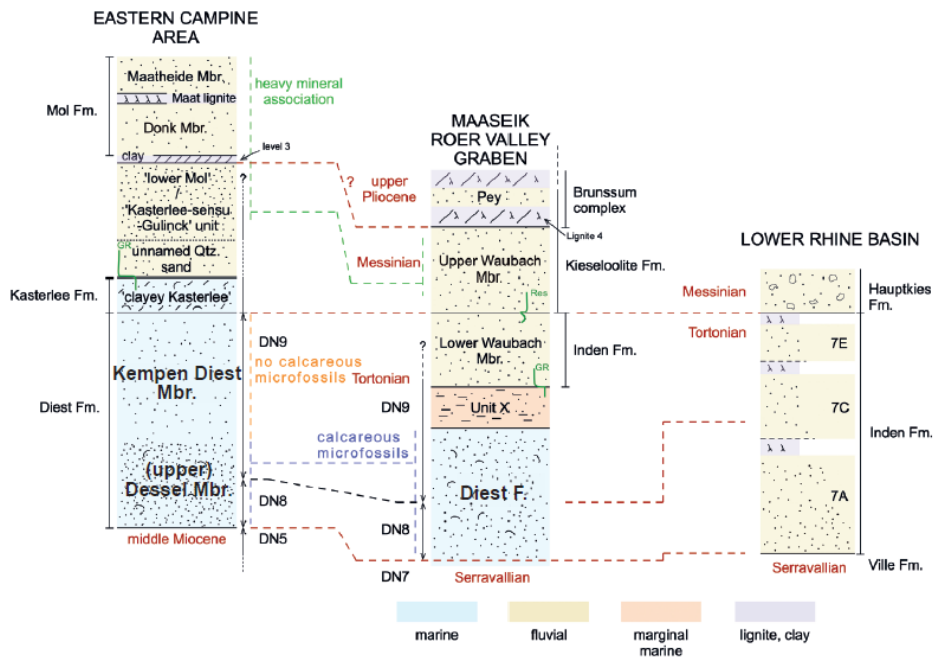 EASTERN CAMPINE
AREA
Maatheide Mbr.
Maat lignite
Donk Mbr.
Mol Fm.
clay
level 3
heavy mineral
association
'lower Mol'
/
'Kasterlee-sensu
-Gulinck' unit
?
GR
unnamed Qtz.
sand
Kasterlee Fm.
'clayey Kasterlee'
DN9
no calcareous
microfossils
Kempen Diest
Mbr.
Diest Fm.
calcareous
microfossils
(upper)
Dessel Mbr.
DN8
middle Miocene
DN5
MAASEIK
ROER VALLEY
GRABEN
? upper
Pliocene
Pey
Brunssum
complex
Lignite 4
Messinian
Upper Waubach
Mbr.
Kieseloolite Fm.
Res
?
Lower Waubach
Mbr.
Inden Fm.
Tortonian
GR
DN9
Unit X
Diest F.
DN8
DN7
Serravallian
LOWER RHINE BASIN
Messinian
Hauptkies
Fm.
Tortonian
7E
7C
Inden Fm.
7A
Serravallian
Ville Fm.
marine
fluvial
marginal
marine
lignite, clay